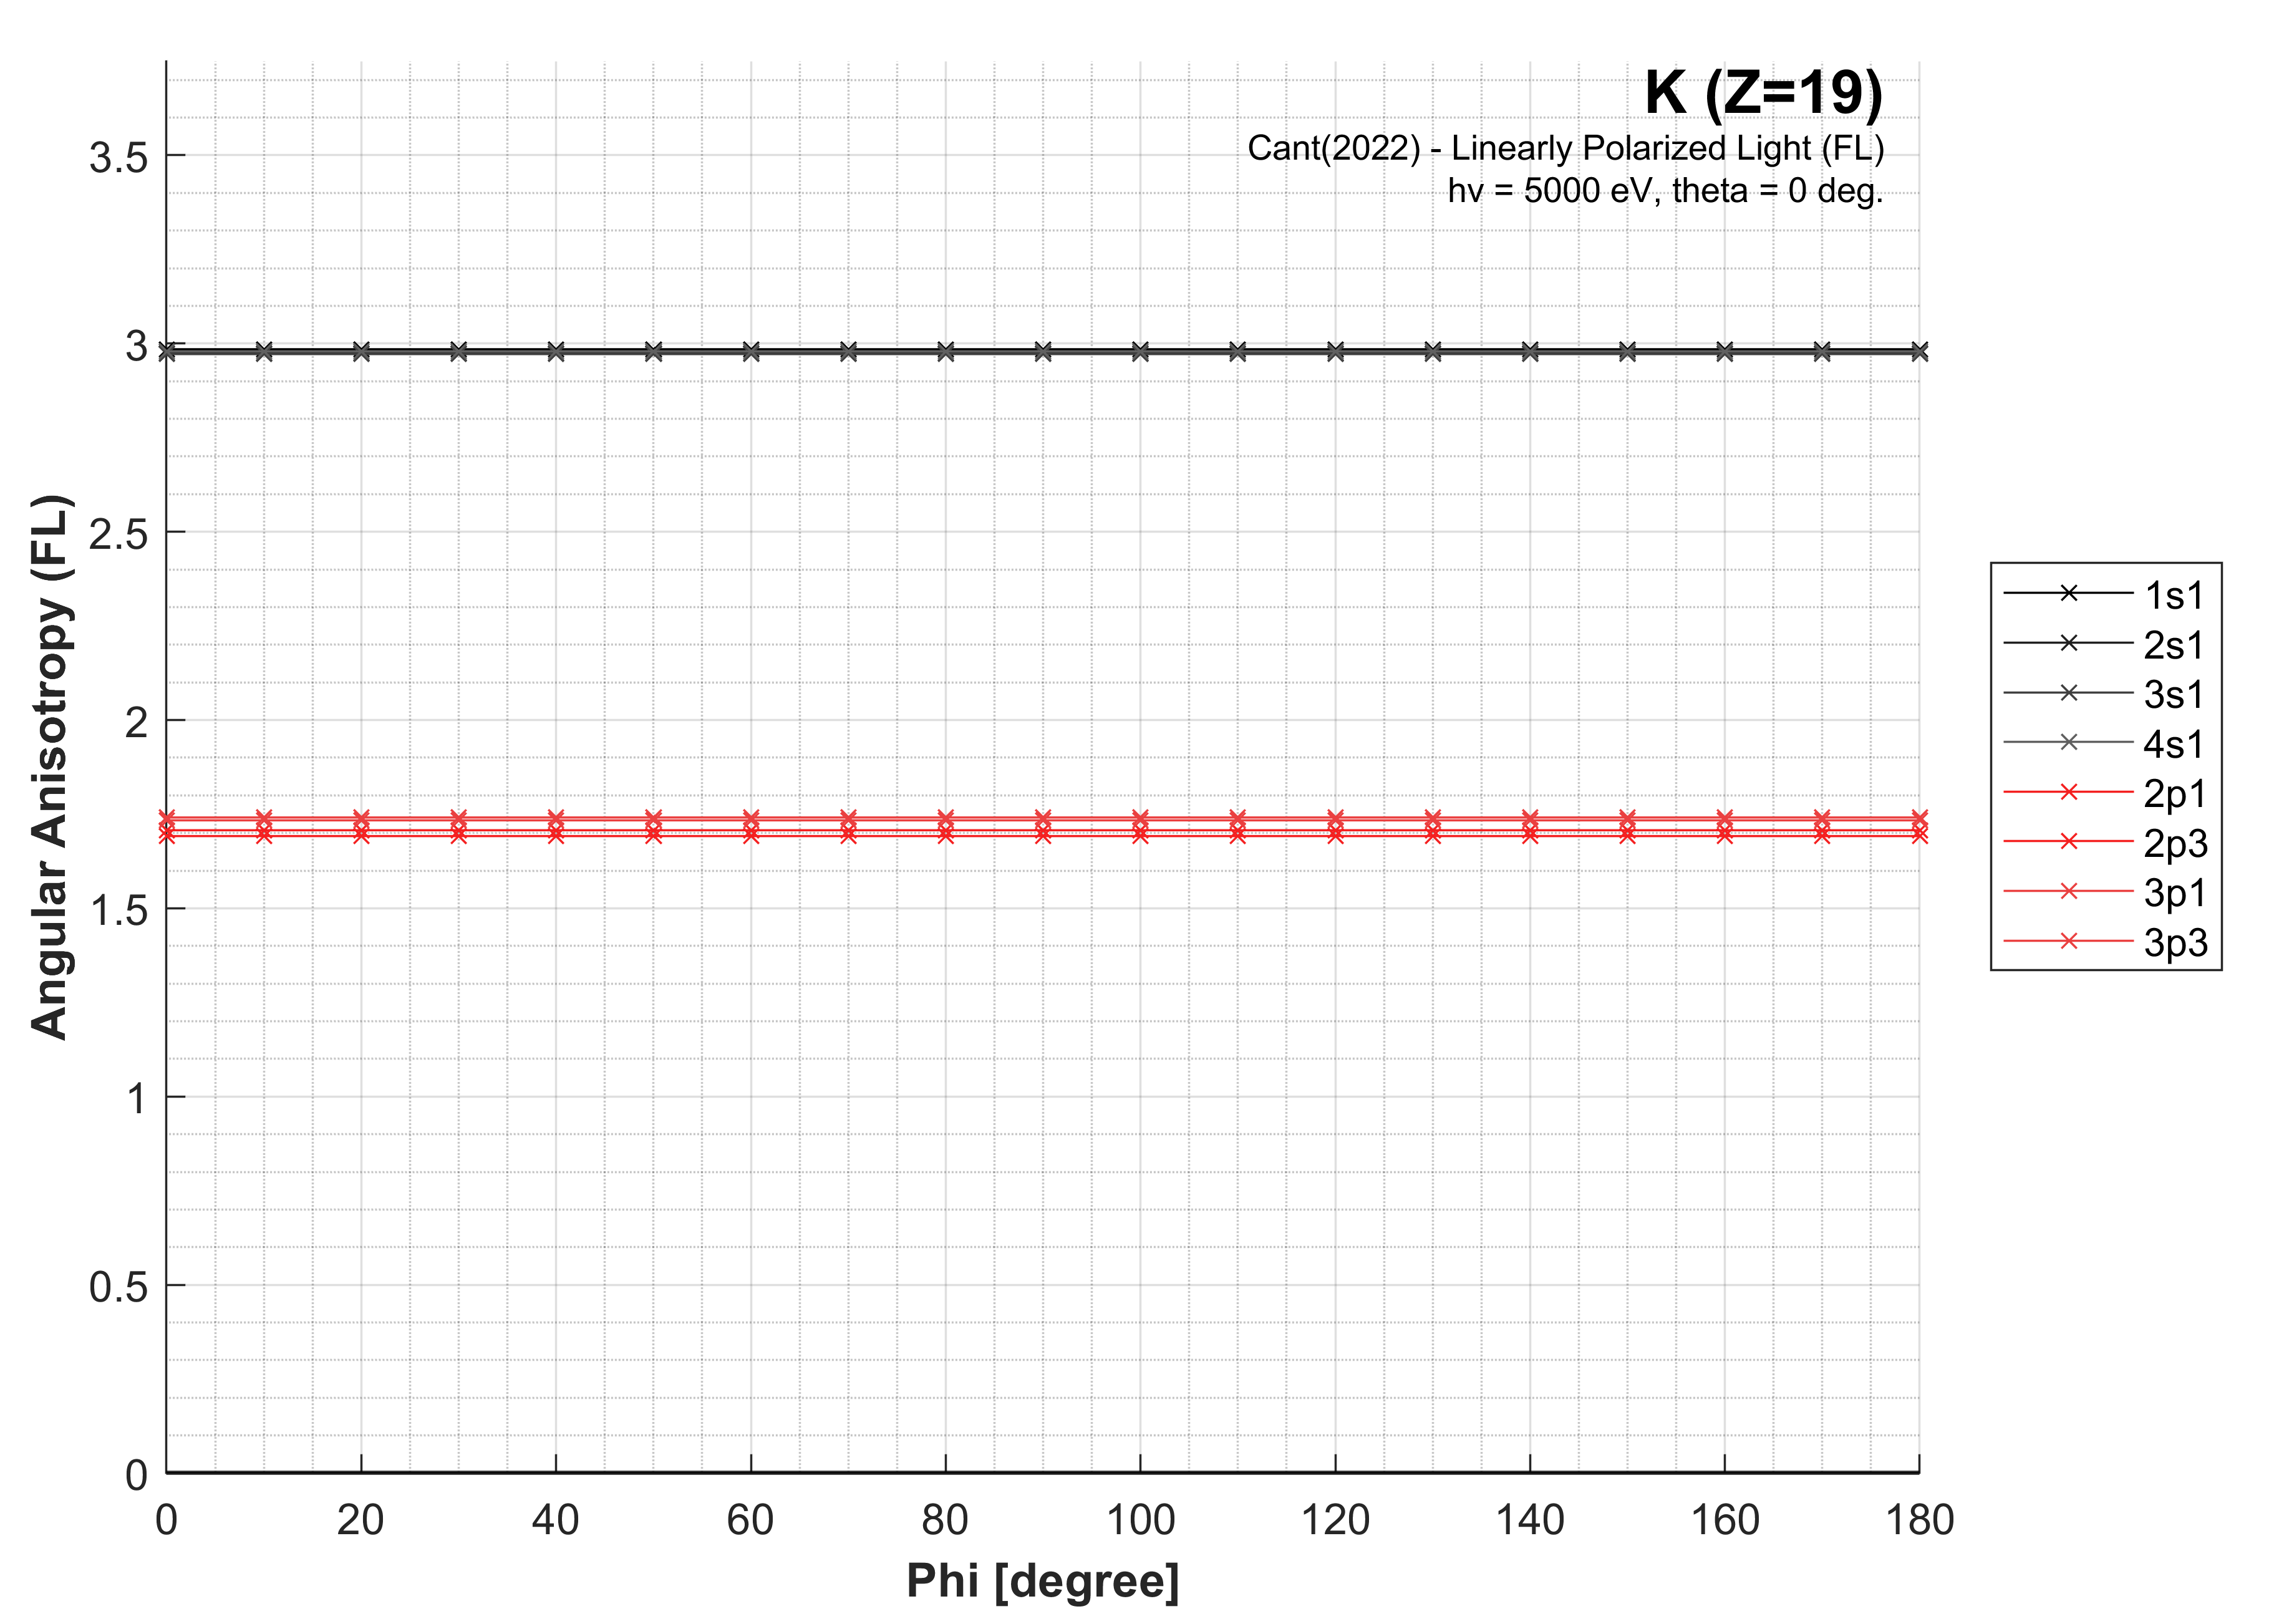 K (Z=19)
Cant(2022) - Linearly Polarized Light (FL)
hv = 5000 eV, theta = 0 deg.
Angular Anisotropy (FL)
3.5
3
2.5
2
1.5
1
0.5
0
0 20 40 60 80 100 120 140 160 180
Phi [degree]
1s1
2s1
3s1
4s1
2p1
2p3
3p1
3p3